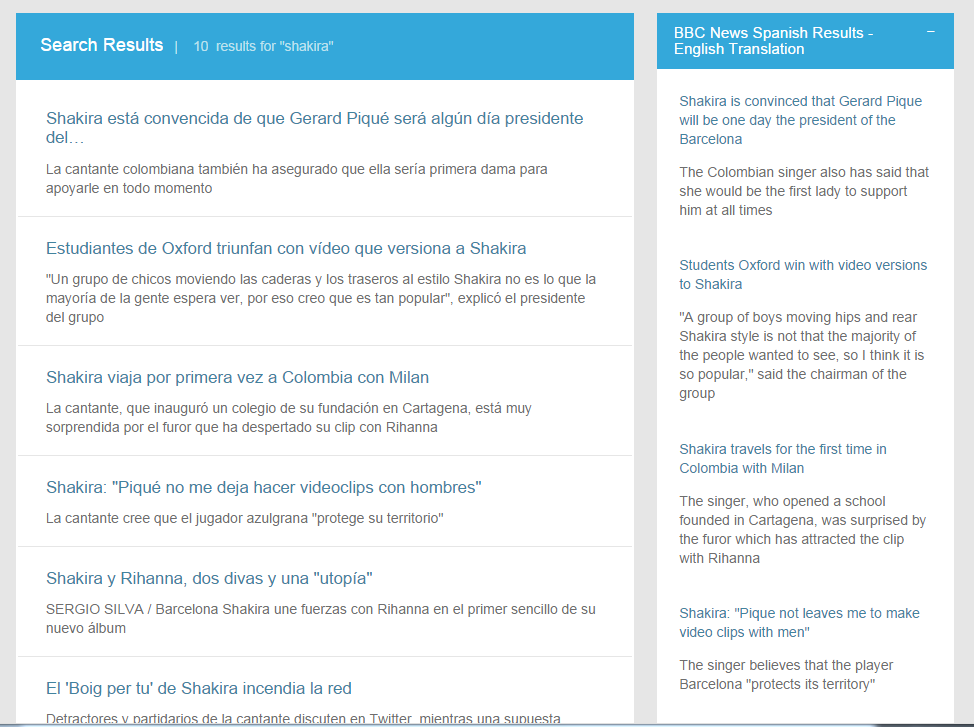 Search Results | 10 results for "shakira"
Shakira está convencida de que Gerard Piqué será algún día presidente
del…
La cantante colombiana también ha asegurado que ella sería primera dama para
apoyarle en todo momento
Estudiantes de Oxford triunfan con vídeo que versiona a Shakira
"Un grupo de chicos moviendo las caderas y los traseros al estilo Shakira no es lo que la
mayoría de la gente espera ver, por eso creo que es tan popular", explicó el presidente
del grupo
Shakira viaja por primera vez a Colombia con Milan
La cantante, que inauguró un colegio de su fundación en Cartagena, está muy
sorprendida por el furor que ha despertado su clip con Rihanna
Shakira: "Piqué no me deja hacer videoclips con hombres"
La cantante cree que el jugador azulgrana "protege su territorio"
Shakira y Rihanna, dos divas y una "utopía"
SERGIO SILVA / Barcelona Shakira une fuerzas con Rihanna en el primer sencillo de su
nuevo álbum
El 'Boig per tu' de Shakira incendia la red
Detractores y partidarios de la cantante discuten en Twitter, mientras una supuesta
BBC News Spanish Results -
English Translation
–
Shakira is convinced that Gerard Pique
will be one day the president of the
Barcelona
The Colombian singer also has said that
she would be the first lady to support
him at all times
Students Oxford win with video versions
to Shakira
"A group of boys moving hips and rear
Shakira style is not that the majority of
the people wanted to see, so I think it is
so popular," said the chairman of the
group
Shakira travels for the first time in
Colombia with Milan
The singer, who opened a school
founded in Cartagena, was surprised by
the furor which has attracted the clip
with Rihanna
Shakira: "Pique not leaves me to make
video clips with men"
The singer believes that the player
Barcelona "protects its territory"